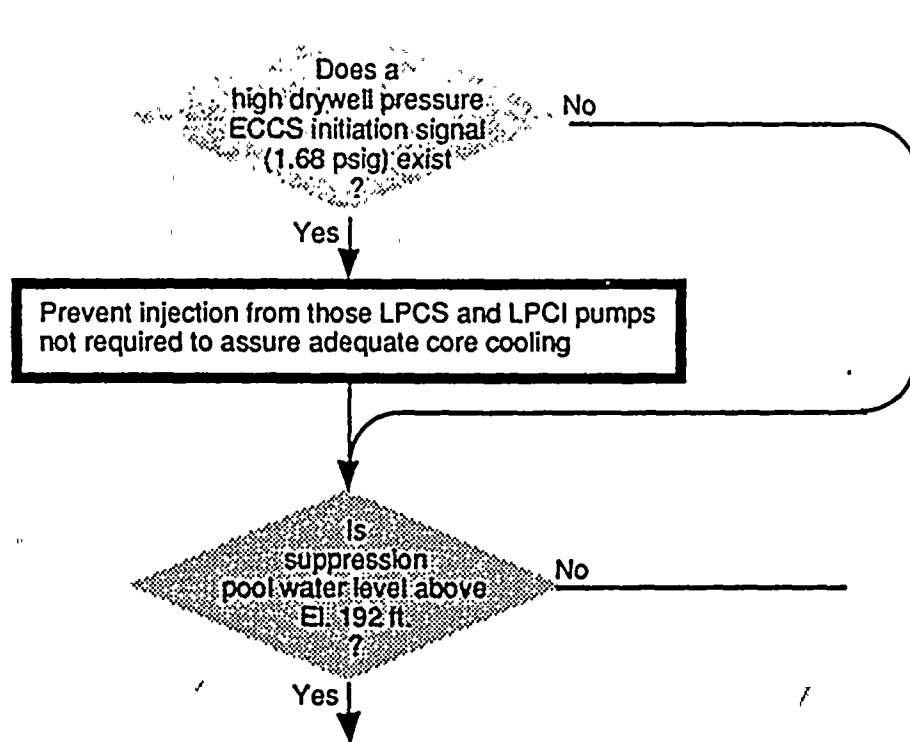 Does a
high drywell pressure
ECCS initiation signal
(1.68 psig) exist
?
No
Yes
Prevent injection from those LPCS and LPCI pumps
not required to assure adequate core cooling
Is
suppression
pool water level above
El. 192 ft.
?
No
Yes